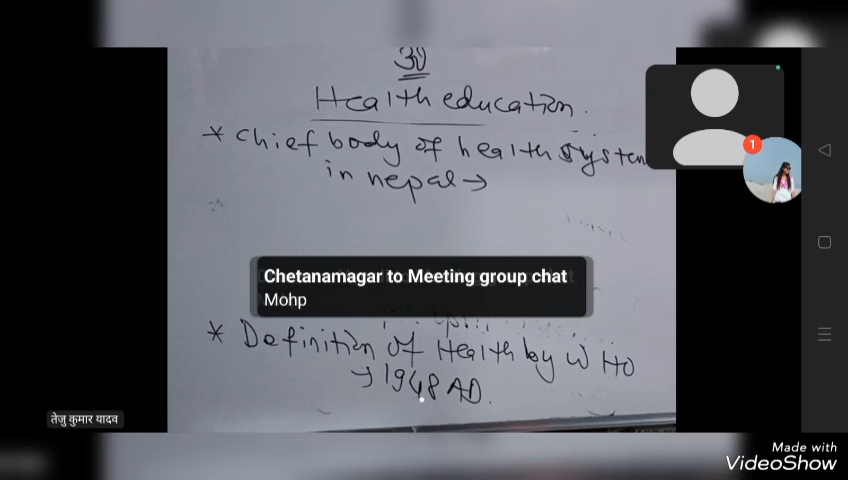 ॐ
Health education.
* chief body of health system
in nepal →
1
Chetanamagar to Meeting group chat
Mohp
* Definition of Health by WHO
→ 1948 AD.
तेजु कुमार यादव
Made with
VideoShow